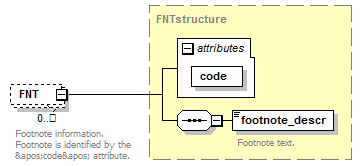 FNTstructure
attributes
code
FNT
0..
Footnote information.
Footnote is identified by the
&apos;code&apos; attribute.
footnote_descr
Footnote text.